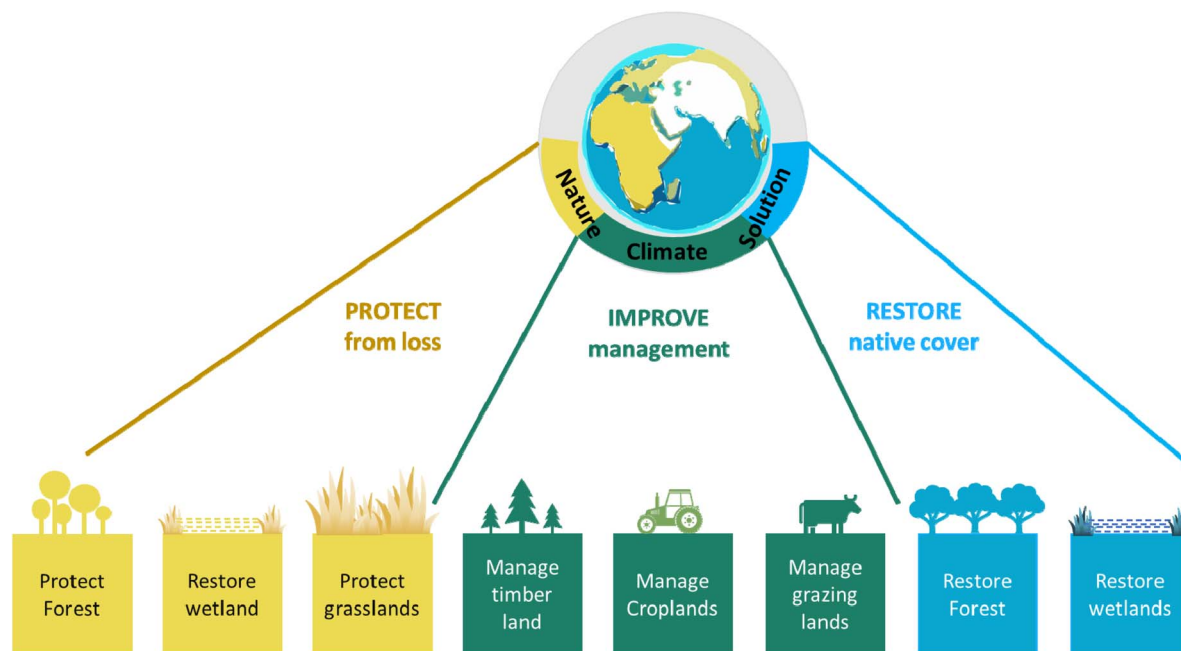 Nature
Climate
Solution
PROTECT
from loss
IMPROVE
management
RESTORE
native cover
Protect
Forest
Restore
wetland
Protect
grasslands
Manage
timber
land
Manage
Croplands
Manage
grazing
lands
Restore
Forest
Restore
wetlands